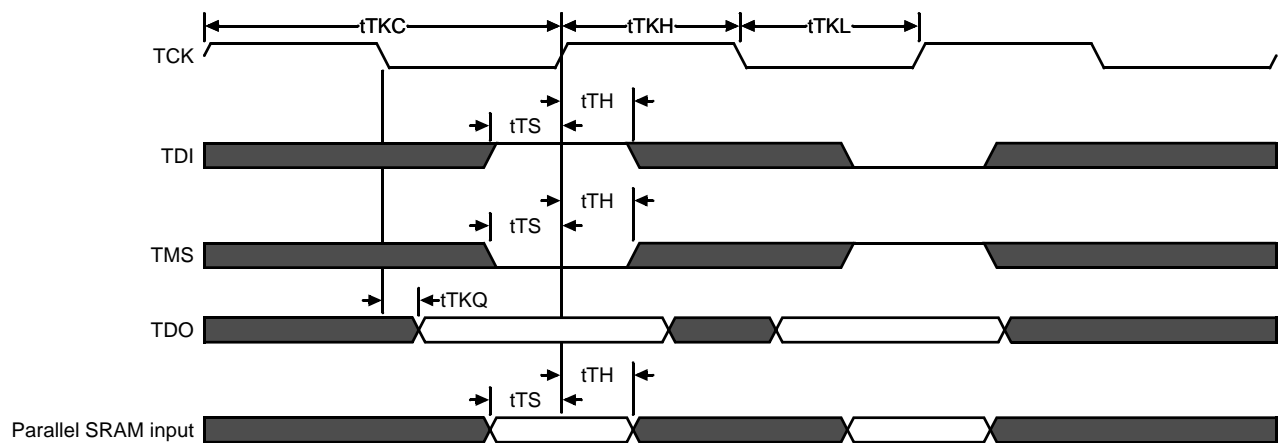 tTKC
tTKH
tTKL
TCK
tTH
tTS
TDI
tTH
tTS
TMS
tTKQ
TDO
tTH
tTS
Parallel SRAM input